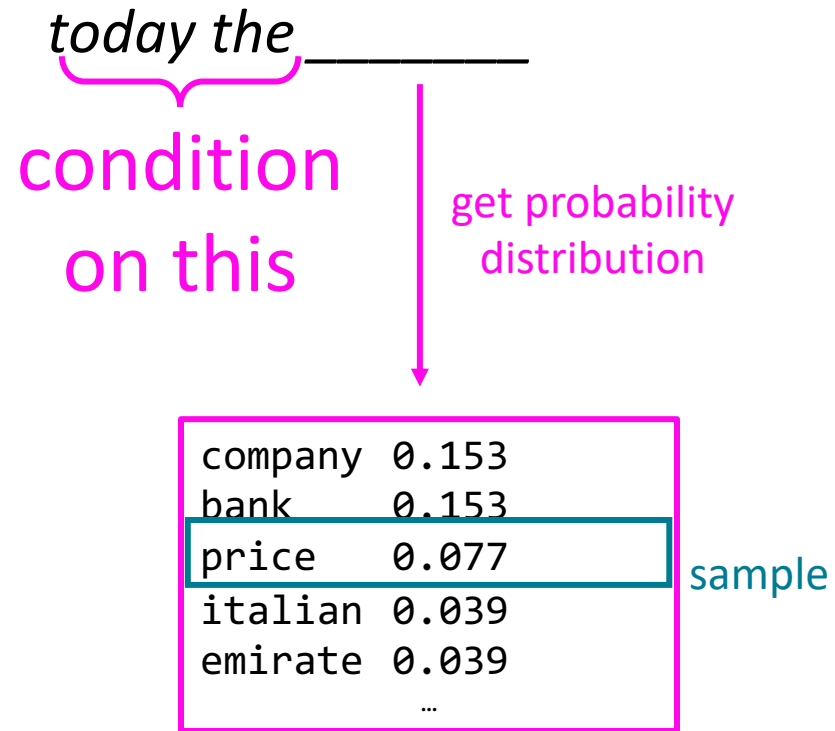 today the _______
condition
on this
get probability
distribution
company 0.153
bank 0.153
price 0.077
italian 0.039
emirate 0.039
…
sample